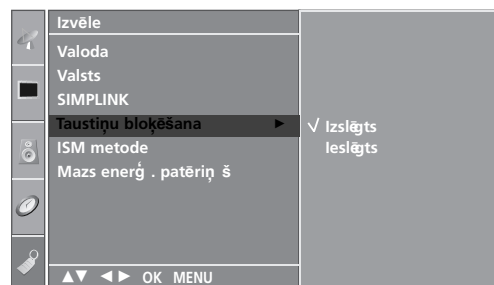 Izvēle
Valoda
Valsts
SIMPLINK
Taustiņu bloķēšana ►
√ Izslēgts
Ieslēgts
ISM metode
Mazs enerģ . patēriņ š
▲▼ ◄► OK MENU